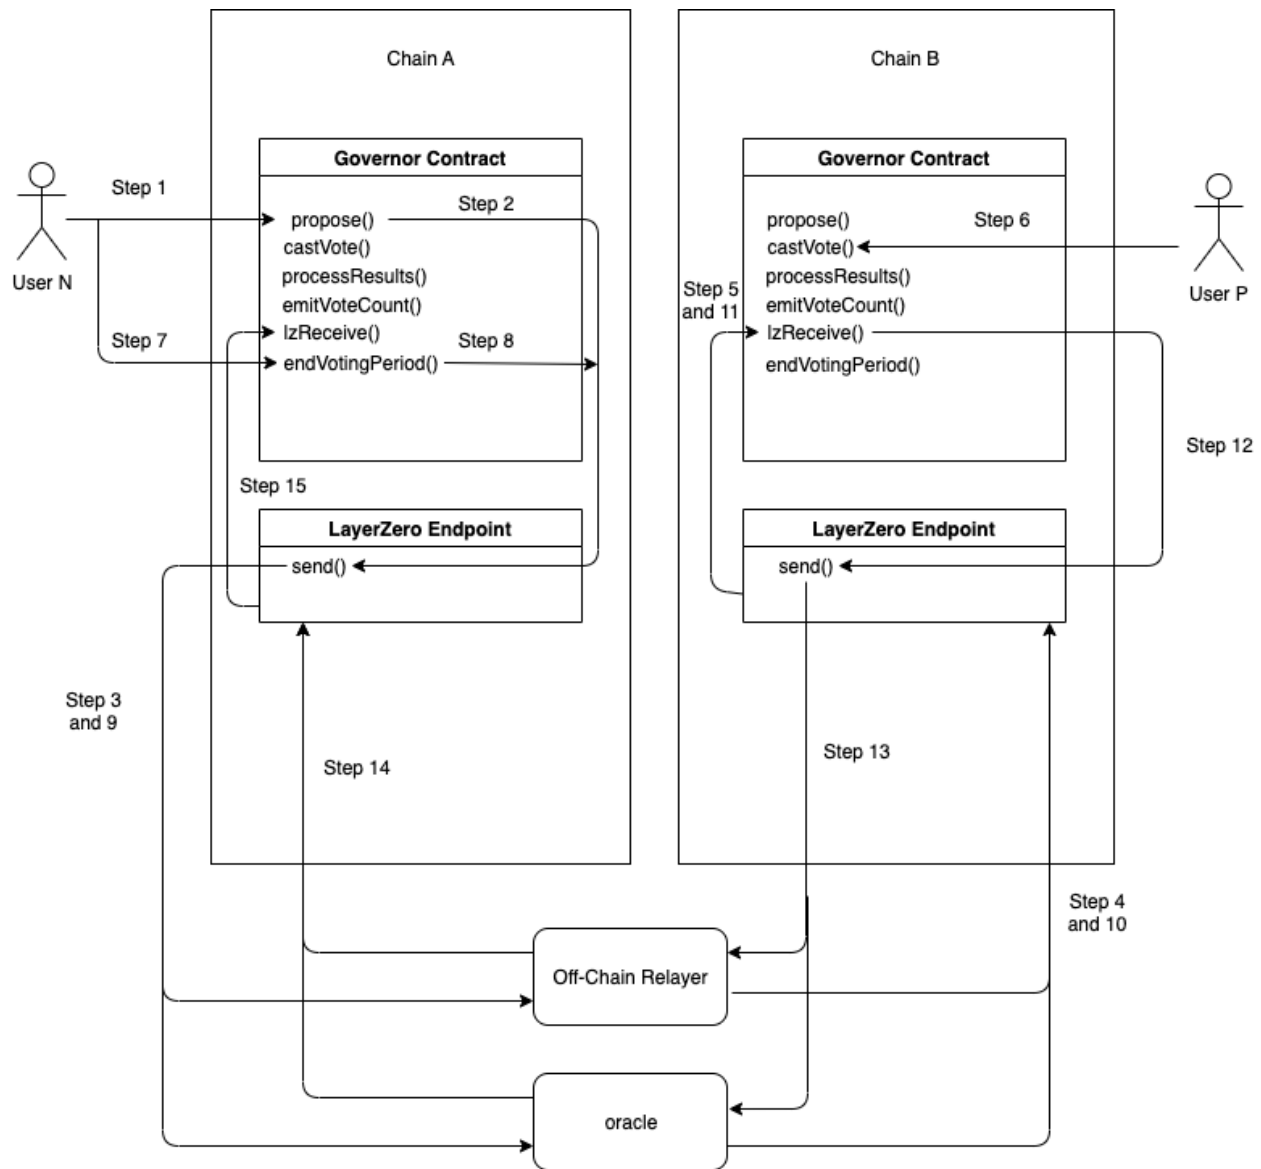 Chain A
Chain B
Governor Contract
Governor Contract
Step 1
propose()
Step 2
castVote()
processResults()
emitVoteCount()
lzReceive()
endVotingPeriod()
Step 7
Step 8
User N
propose()
castVote()
processResults()
emitVoteCount()
lzReceive()
endVotingPeriod()
Step 6
User P
Step 5
and 11
Step 12
Step 15
LayerZero Endpoint
send()
LayerZero Endpoint
send()
Step 3
and 9
Step 14
Step 13
Step 4
and 10
Off-Chain Relayer
oracle